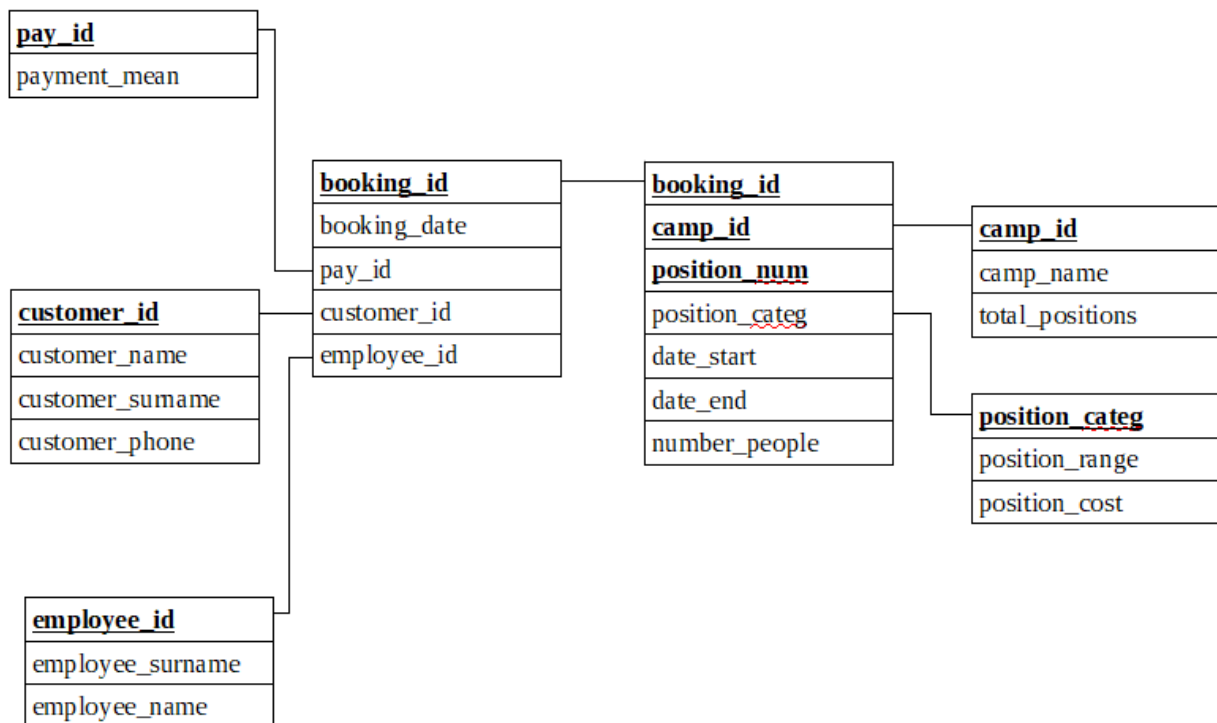 pay_id
payment_mean
booking_id
booking_date
pay_id
customer_id
employee_id
booking_id
camp_id
position_num
position_categ
date_start
date_end
number_people
camp_id
camp_name
total_positions
customer_id
customer_name
customer_surname
customer_phone
position_categ
position_range
position_cost
employee_id
employee_surname
employee_name